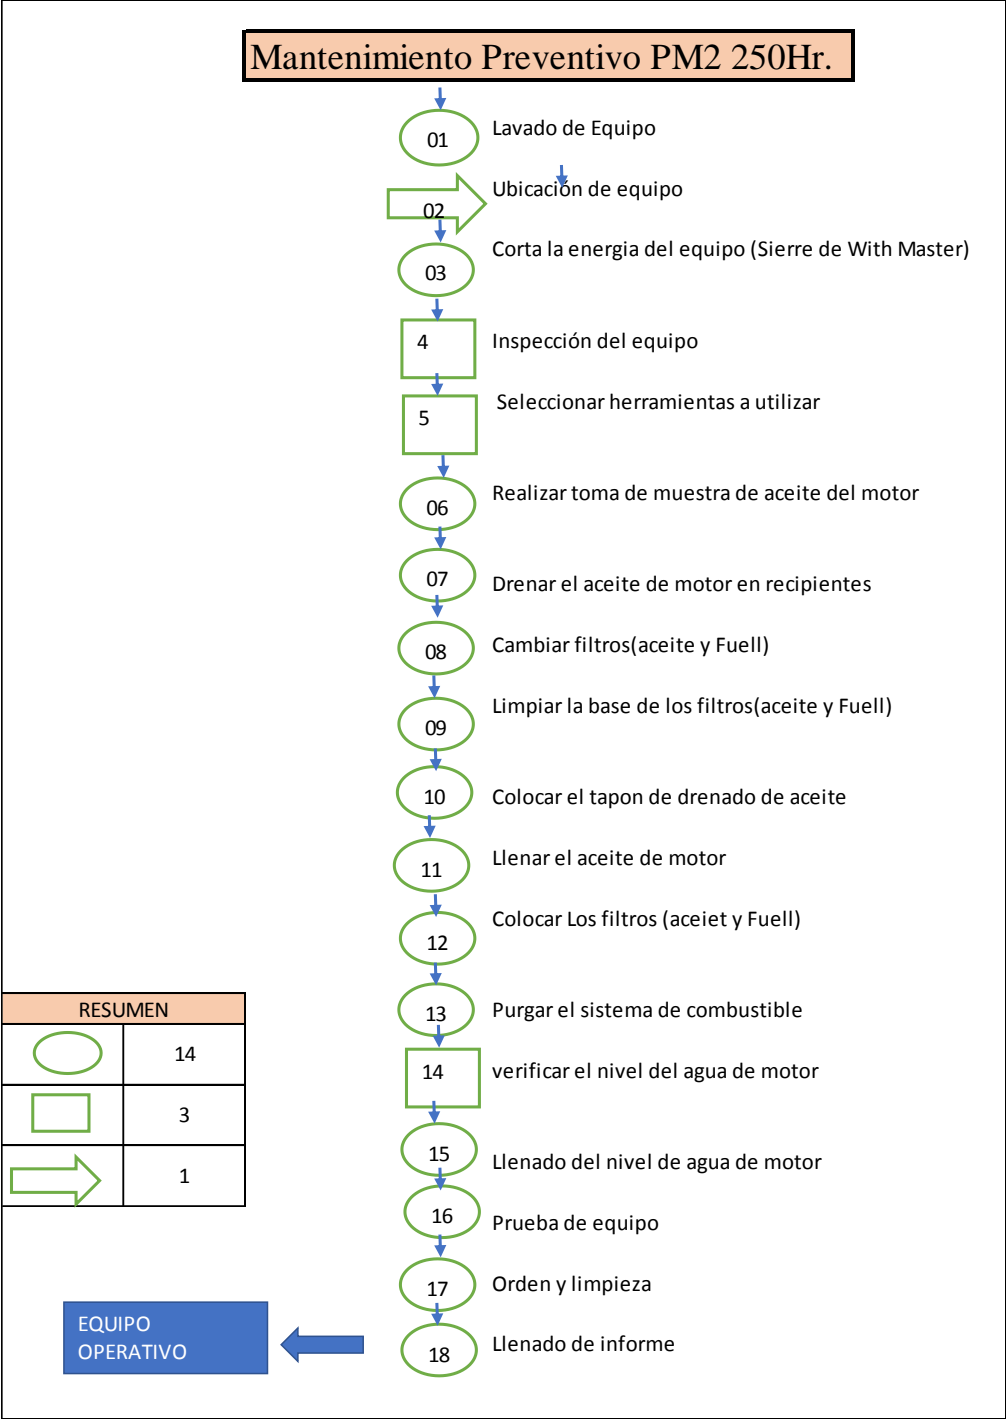 Mantenimiento Preventivo PM2 250Hr.
01 Lavado de Equipo
02 Ubicación de equipo
03 Corta la energia del equipo (Sierre de With Master)
4 Inspección del equipo
5 Seleccionar herramientas a utilizar
06 Realizar toma de muestra de aceite del motor
07 Drenar el aceite de motor en recipientes
08 Cambiar filtros(aceite y Fuell)
09 Limpiar la base de los filtros(aceite y Fuell)
10 Colocar el tapon de drenado de aceite
11 Llenar el aceite de motor
12 Colocar Los filtros (aceiet y Fuell)
13 Purgar el sistema de combustible
14 verificar el nivel del agua de motor
15 Llenado del nivel de agua de motor
16 Prueba de equipo
17 Orden y limpieza
18 Llenado de informe
RESUMEN
14
3
1
EQUIPO
OPERATIVO